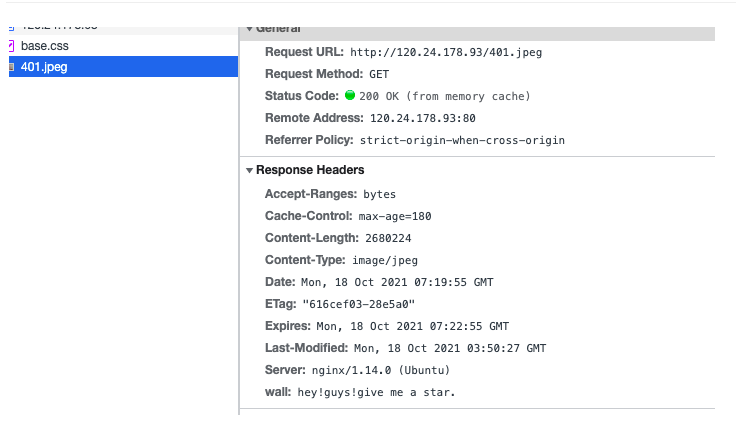 120.24.178.93
General
base.css
Request URL: http://120.24.178.93/401.jpeg
401.jpeg
Request Method: GET
Status Code: 200 OK (from memory cache)
Remote Address: 120.24.178.93:80
Referrer Policy: strict-origin-when-cross-origin
Response Headers
Accept-Ranges: bytes
Cache-Control: max-age=180
Content-Length: 2680224
Content-Type: image/jpeg
Date: Mon, 18 Oct 2021 07:19:55 GMT
ETag: "616cef03-28e5a0"
Expires: Mon, 18 Oct 2021 07:22:55 GMT
Last-Modified: Mon, 18 Oct 2021 03:50:27 GMT
Server: nginx/1.14.0 (Ubuntu)
wall: hey!guys!give me a star.